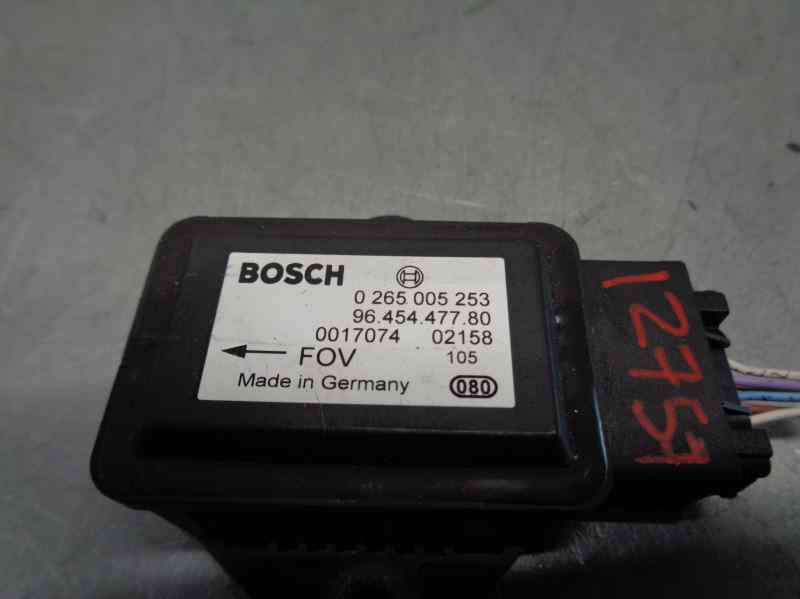 BOSCH
0 265 005 253
96.454.477.80
0017074 02158
FOV 105
Made in Germany 080
12751